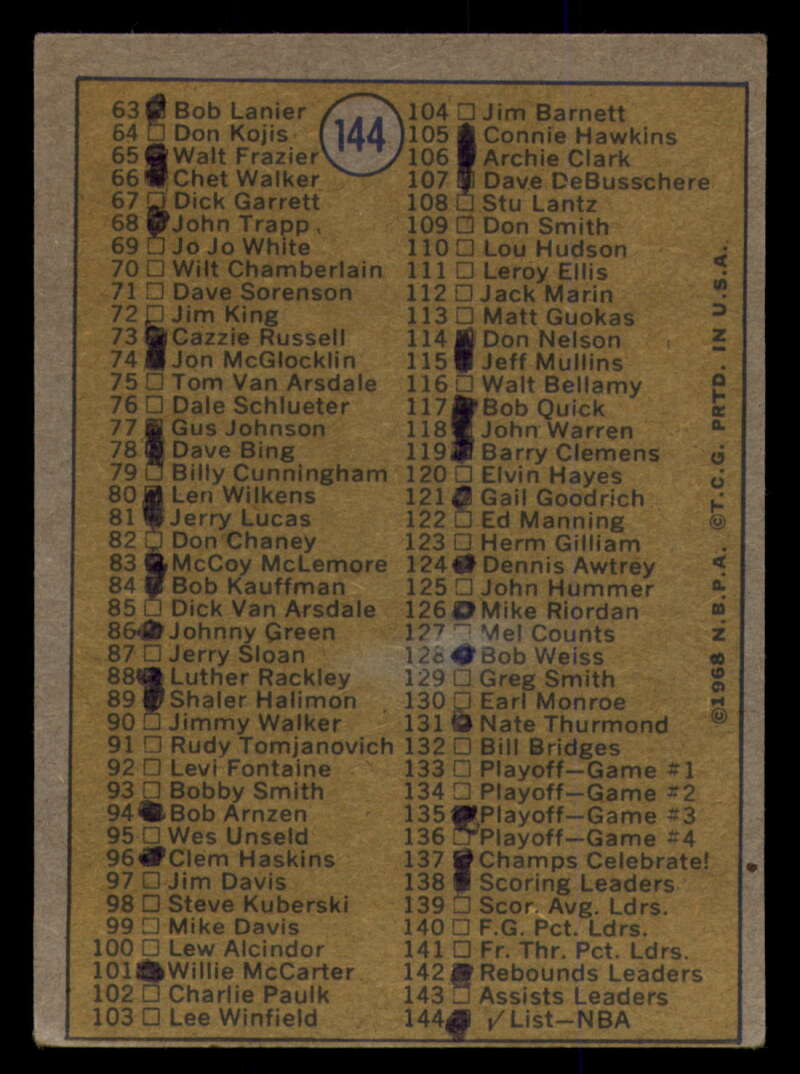 144
63 Bob Lanier
64 □ Don Kojis
65 Walt Frazier
66 Chet Walker
67 □ Dick Garrett
68 John Trapp
69 □ Jo Jo White
70 □ Wilt Chamberlain
71 □ Dave Sorenson
72 □ Jim King
73 Cazzie Russell
74 Jon McGlocklin
75 □ Tom Van Arsdale
76 □ Dale Schlueter
77 Gus Johnson
78 Dave Bing
79 □ Billy Cunningham
80 Len Wilkens
81 Jerry Lucas
82 □ Don Chaney
83 McCoy McLemore
84 Bob Kauffman
85 □ Dick Van Arsdale
86 Johnny Green
87 □ Jerry Sloan
88 Luther Rackley
89 Shaler Halimon
90 □ Jimmy Walker
91 □ Rudy Tomjanovich
92 □ Levi Fontaine
93 □ Bobby Smith
94 Bob Arnzen
95 □ Wes Unseld
96 Clem Haskins
97 □ Jim Davis
98 □ Steve Kuberski
99 □ Mike Davis
100 □ Lew Alcindor
101 Willie McCarter
102 □ Charlie Paulk
103 □ Lee Winfield
104 □ Jim Barnett
105 Connie Hawkins
106 Archie Clark
107 Dave DeBusschere
108 □ Stu Lantz
109 □ Don Smith
110 □ Lou Hudson
111 □ Leroy Ellis
112 □ Jack Marin
113 □ Matt Guokas
114 Don Nelson
115 Jeff Mullins
116 □ Walt Bellamy
117 Bob Quick
118 John Warren
119 Barry Clemens
120 □ Elvin Hayes
121 Gail Goodrich
122 □ Ed Manning
123 □ Herm Gilliam
124 Dennis Awtrey
125 □ John Hummer
126 Mike Riordan
127 □ Mel Counts
128 Bob Weiss
129 □ Greg Smith
130 □ Earl Monroe
131 Nate Thurmond
132 □ Bill Bridges
133 □ Playoff—Game #1
134 □ Playoff—Game #2
135 Playoff—Game #3
136 □ Playoff—Game #4
137 Champs Celebrate!
138 Scoring Leaders
139 □ Scor. Avg. Ldrs.
140 □ F.G. Pct. Ldrs.
141 □ Fr. Thr. Pct. Ldrs.
142 Rebounds Leaders
143 □ Assists Leaders
144 √ List—NBA
©1968 N.B.P.A. ©T.C.G. PRTD. IN U.S.A.